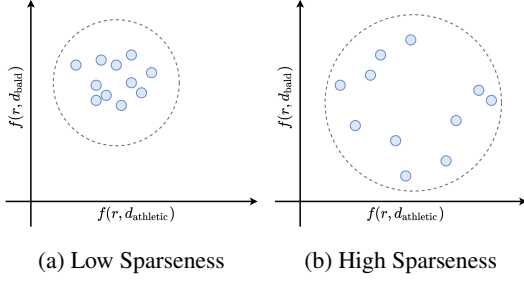 f(r, d_bald)
f(r, d_athletic)
(a) Low Sparseness
f(r, d_bald)
f(r, d_athletic)
(b) High Sparseness